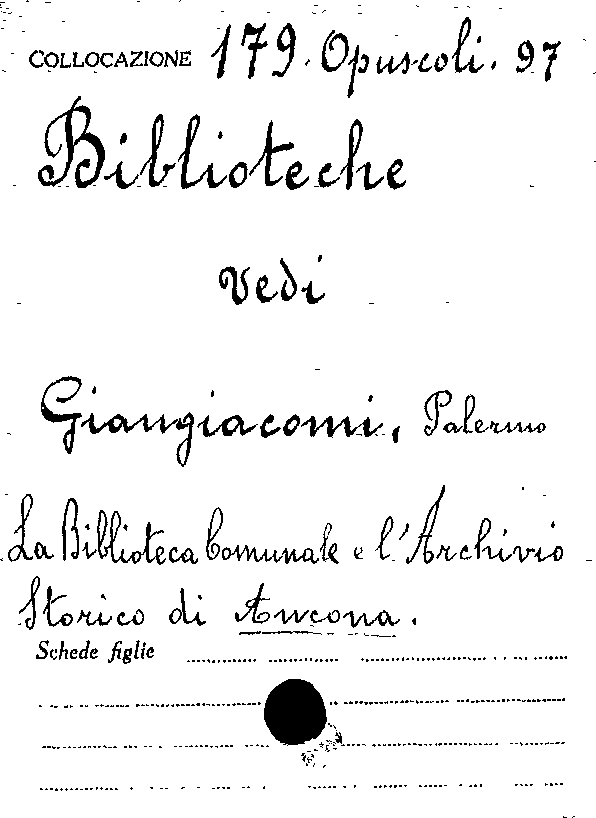 COLLOCAZIONE 179. Opuscoli. 97
Biblioteche
Vedi
Giangiacomi, Palermo
La Biblioteca Comunale e l'Archivio
Storico di Ancona.
Schede figlie